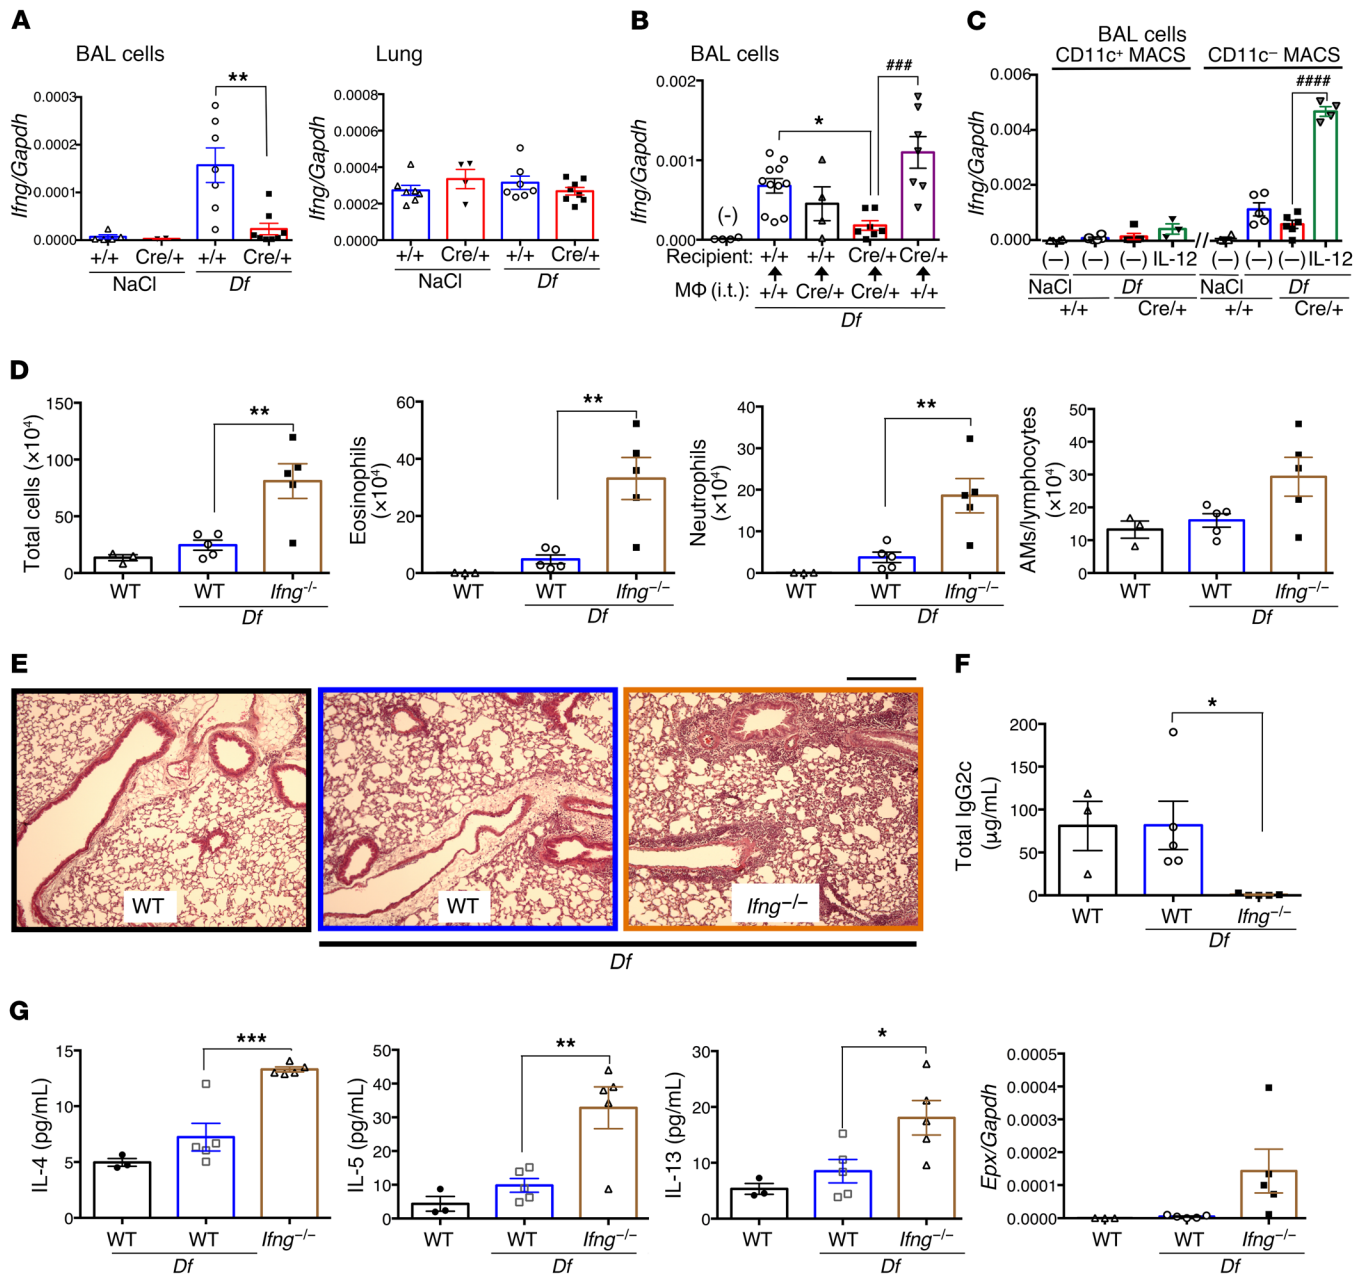 A
BAL cells
Lung
Ifng/Gapdh
0.0003
0.0002
0.0001
0.0000
**
+/+ Cre/+ +/+ Cre/+
NaCl Df
Ifng/Gapdh
0.0008
0.0006
0.0004
0.0002
0.0000
+/+ Cre/+ +/+ Cre/+
NaCl Df
B
BAL cells
Ifng/Gapdh
0.002
0.001
0.000
(-)
*
###
Recipient: +/+ +/+ Cre/+ Cre/+
MΦ (i.t.): +/+ Cre/+ Cre/+ +/+
Df
C
BAL cells
CD11c+ MACS CD11c− MACS
Ifng/Gapdh
0.006
0.004
0.002
0.000
####
(−) (−) (−) IL-12 // (−) (−) (−) IL-12
NaCl Df NaCl Df
+/+ Cre/+ +/+ Cre/+
D
Total cells (×10⁴)
150
100
50
0
**
WT WT Ifng−/−
Df
Eosinophils
(×10⁴)
60
40
20
0
**
WT WT Ifng−/−
Df
Neutrophils
(×10⁴)
40
30
20
10
0
**
WT WT Ifng−/−
Df
AMs/lymphocytes
(×10⁴)
50
40
30
20
10
0
WT WT Ifng−/−
Df
E
WT
WT
Ifng−/−
Df
F
Total IgG2c
(μg/mL)
200
150
100
50
0
*
WT WT Ifng−/−
Df
G
IL-4 (pg/mL)
15
10
5
0
***
WT WT Ifng−/−
Df
IL-5 (pg/mL)
50
40
30
20
10
0
**
WT WT Ifng−/−
Df
IL-13 (pg/mL)
30
20
10
0
*
WT WT Ifng−/−
Df
Epx/Gapdh
0.0005
0.0004
0.0003
0.0002
0.0001
0.0000
WT WT Ifng−/−
Df